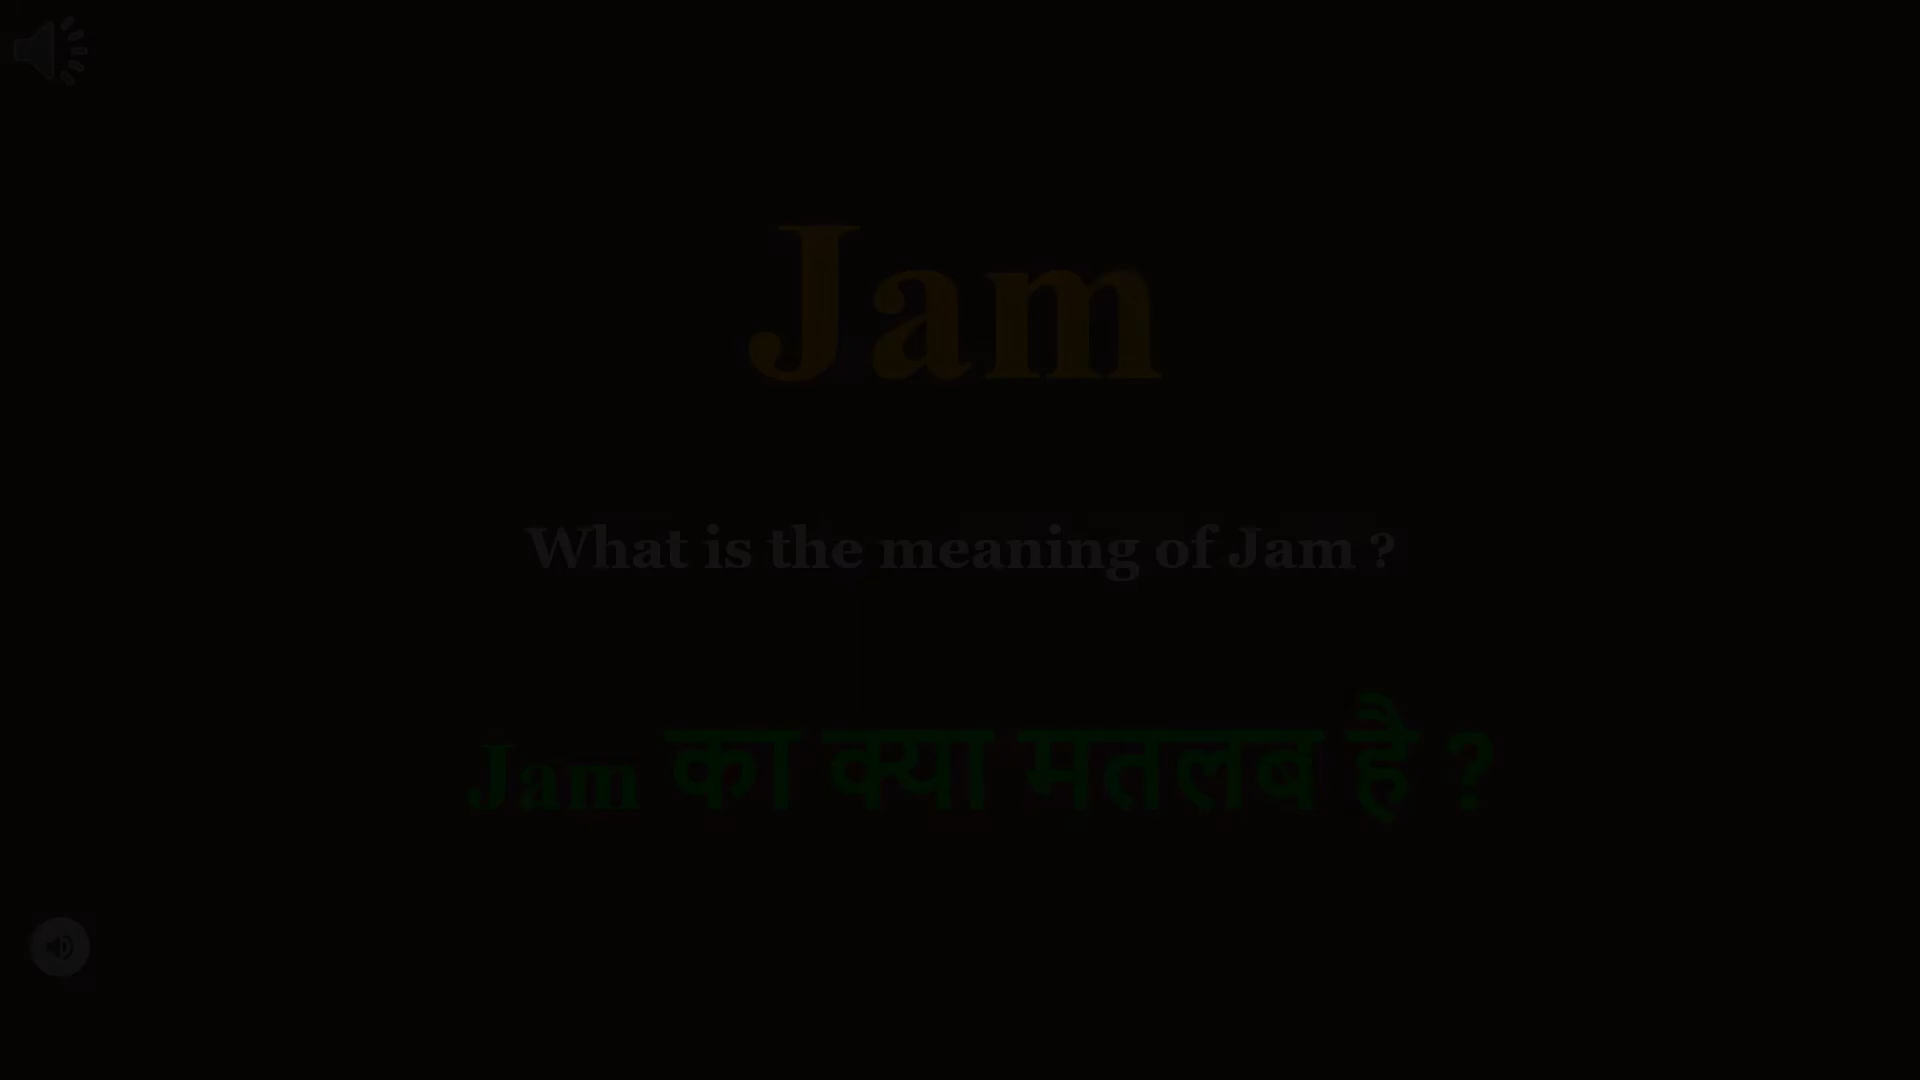 Jam
What is the meaning of Jam ?
Jam का क्या मतलब है ?